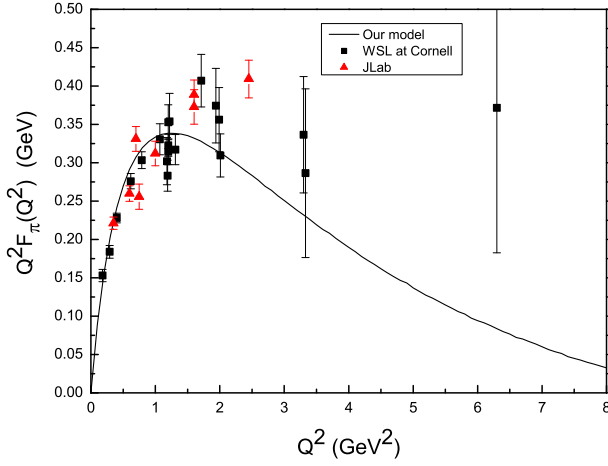 0.50
0.45
0.40
0.35
0.30
0.25
0.20
0.15
0.10
0.05
0.00
Q²F_π(Q²) (GeV)
Our model
WSL at Cornell
JLab
0 1 2 3 4 5 6 7 8
Q² (GeV²)